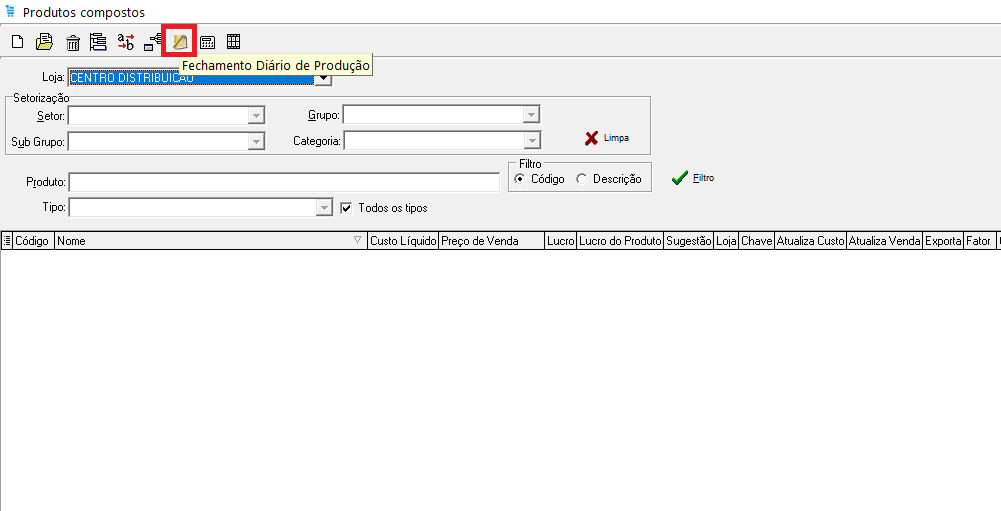 Produtos compostos
Fechamento Diário de Produção
Loja: CENTRO DISTRIBUICAO
Setorização
Setor: Grupo:
Sub Grupo: Categoria: Limpa
Filtro
Produto: Código Descrição Filtro
Tipo: Todos os tipos
Código Nome Custo Líquido Preço de Venda Lucro Lucro do Produto Sugestão Loja Chave Atualiza Custo Atualiza Venda Exporta Fator